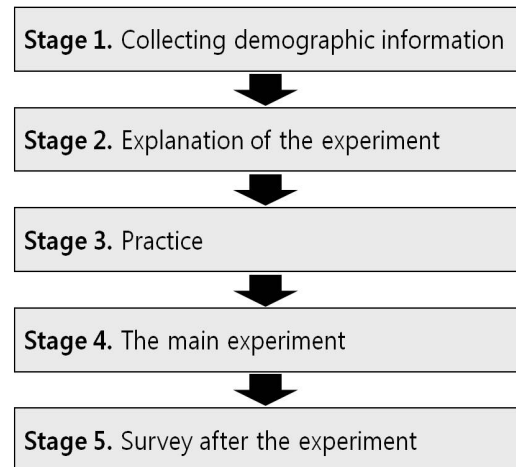 Stage 1. Collecting demographic information
Stage 2. Explanation of the experiment
Stage 3. Practice
Stage 4. The main experiment
Stage 5. Survey after the experiment